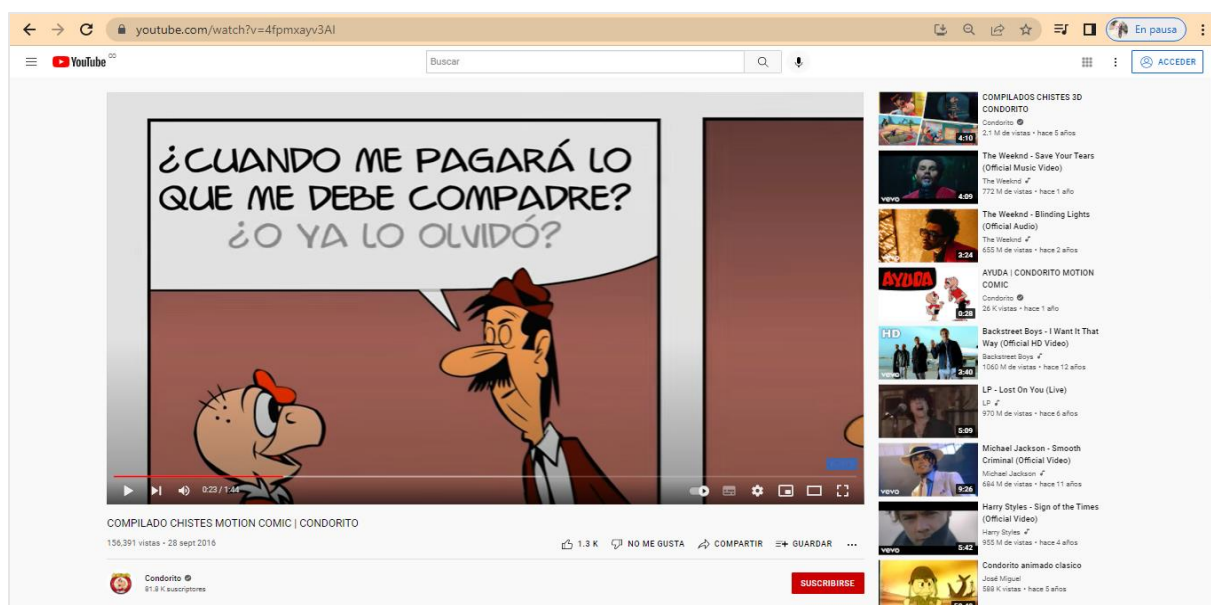 youtube.com/watch?v=4fpmxayv3AI
En pausa
YouTube CO
Buscar
ACCEDER
¿CUANDO ME PAGARÁ LO
QUE ME DEBE COMPADRE?
¿O YA LO OLVIDÓ?
0:23 / 1:44
COMPILADO CHISTES MOTION COMIC | CONDORITO
156,391 vistas • 28 sept 2016
1.3 K NO ME GUSTA COMPARTIR GUARDAR ...
Condorito
91.8 K suscriptores
SUSCRIBIRSE
4:10
COMPILADOS CHISTES 3D
CONDORITO
Condorito
2.1 M de vistas • hace 5 años
vevo
4:09
The Weeknd - Save Your Tears
(Official Music Video)
The Weeknd
772 M de vistas • hace 1 año
vevo
3:24
The Weeknd - Blinding Lights
(Official Audio)
The Weeknd
655 M de vistas • hace 2 años
AYUDA
0:28
AYUDA | CONDORITO MOTION
COMIC
Condorito
26 K vistas • hace 1 año
HD
vevo
3:40
Backstreet Boys - I Want It That
Way (Official HD Video)
Backstreet Boys
1060 M de vistas • hace 12 años
5:09
LP - Lost On You (Live)
LP
970 M de vistas • hace 6 años
vevo
9:26
Michael Jackson - Smooth
Criminal (Official Video)
Michael Jackson
684 M de vistas • hace 11 años
vevo
5:42
Harry Styles - Sign of the Times
(Official Video)
Harry Styles
955 M de vistas • hace 4 años
Condorito animado clasico
José Miguel
589 K vistas • hace 5 años